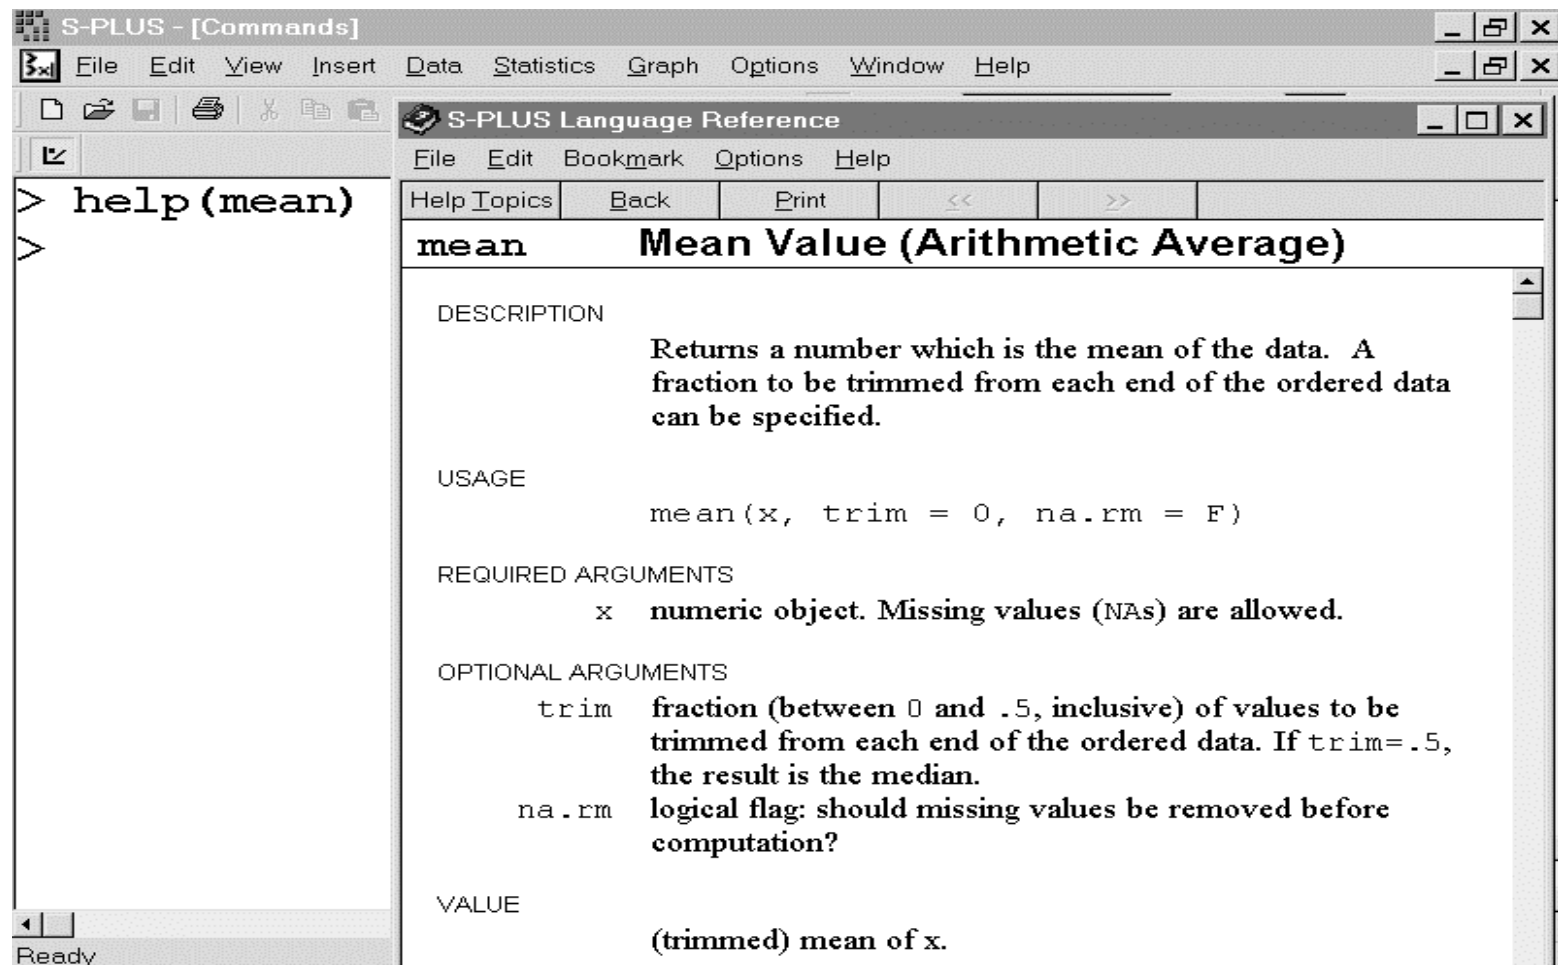 S-PLUS - [Commands]
File Edit View Insert Data Statistics Graph Options Window Help
> help(mean)
>
Ready
S-PLUS Language Reference
File Edit Bookmark Options Help
Help Topics Back Print << >>
mean Mean Value (Arithmetic Average)
DESCRIPTION
Returns a number which is the mean of the data. A
fraction to be trimmed from each end of the ordered data
can be specified.
USAGE
mean(x, trim = 0, na.rm = F)
REQUIRED ARGUMENTS
x numeric object. Missing values (NAs) are allowed.
OPTIONAL ARGUMENTS
trim fraction (between 0 and .5, inclusive) of values to be
trimmed from each end of the ordered data. If trim=.5,
the result is the median.
na.rm logical flag: should missing values be removed before
computation?
VALUE
(trimmed) mean of x.